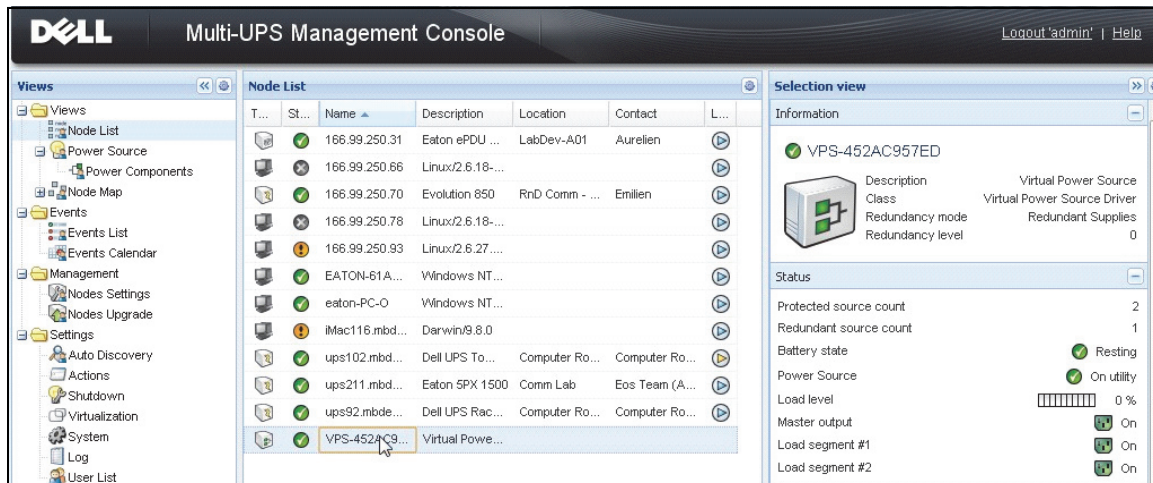 DELL Multi-UPS Management Console Logout 'admin' | Help
Views
Views
Node List
Power Source
Power Components
Node Map
Events
Events List
Events Calendar
Management
Nodes Settings
Nodes Upgrade
Settings
Auto Discovery
Actions
Shutdown
Virtualization
System
Log
User List
Node List
T... St... Name Description Location Contact L...
166.99.250.31 Eaton ePDU ... LabDev-A01 Aurelien
166.99.250.66 Linux/2.6.18-...
166.99.250.70 Evolution 850 RnD Comm - ... Emilien
166.99.250.78 Linux/2.6.18-...
166.99.250.93 Linux/2.6.27....
EATON-61A... Windows NT...
eaton-PC-O Windows NT...
iMac116.mbd... Darwin/9.8.0
ups102.mbd... Dell UPS To... Computer Ro... Computer Ro...
ups211.mbd... Eaton 5PX 1500 Comm Lab Eos Team (A...
ups92.mbde... Dell UPS Rac... Computer Ro... Computer Ro...
VPS-452AC9... Virtual Powe...
Selection view
Information
VPS-452AC957ED
Description Virtual Power Source
Class Virtual Power Source Driver
Redundancy mode Redundant Supplies
Redundancy level 0
Status
Protected source count 2
Redundant source count 1
Battery state Resting
Power Source On utility
Load level 0 %
Master output On
Load segment #1 On
Load segment #2 On